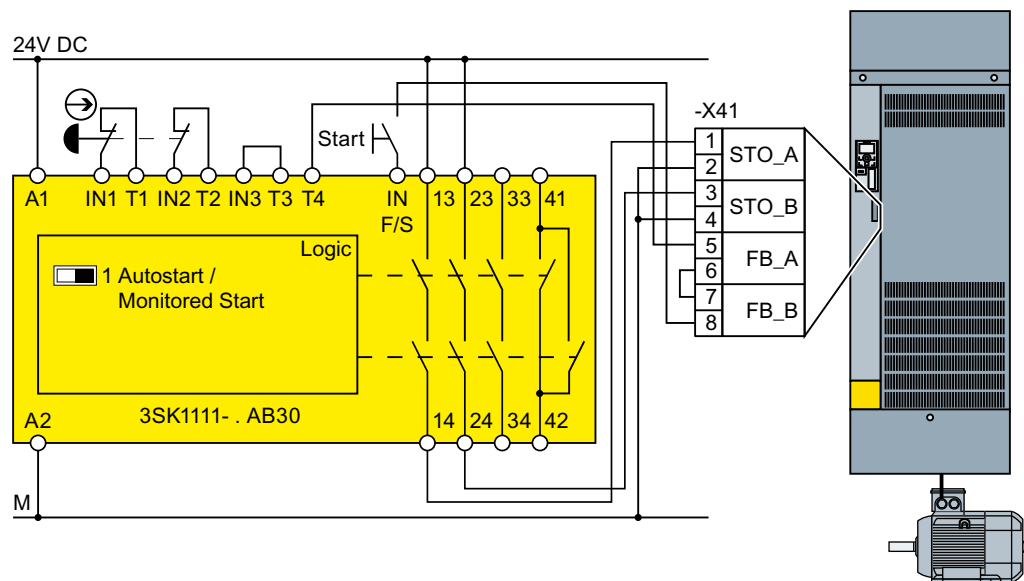 24V DC
-X41
Start
1
STO_A
2
3
STO_B
4
5
FB_A
6
7
FB_B
8
A1 IN1 T1 IN2 T2 IN3 T3 T4 IN 13 23 33 41
F/S
Logic
1 Autostart /
Monitored Start
A2 3SK1111- . AB30 14 24 34 42
M